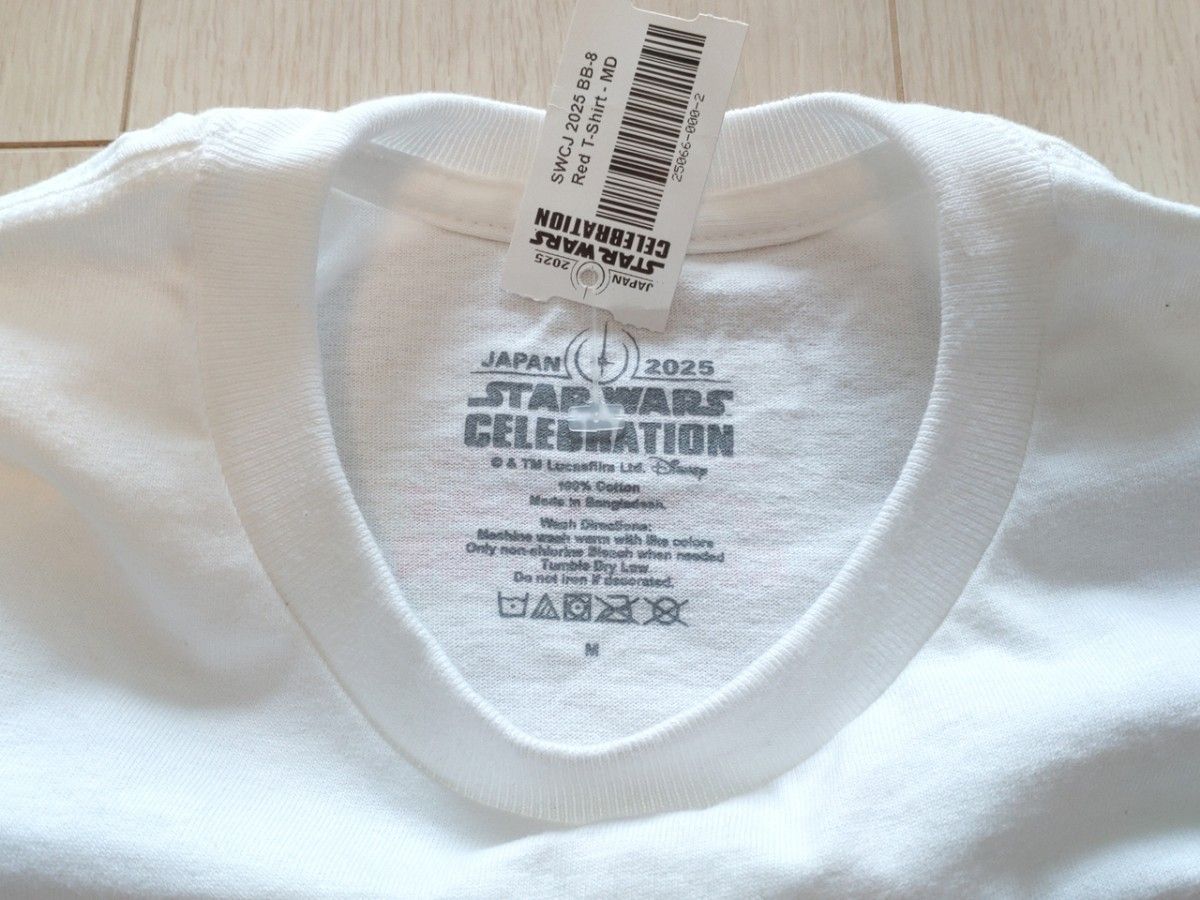 SWCJ 2025 BB-8
Red T-Shirt - MD
25066-000-2
STAR WARS
CELEBRATION
JAPAN 2025
JAPAN 2025
STAR WARS
CELEBRATION
© & TM Lucasfilm Ltd. Disney
100% Cotton
Made in Bangladesh.
Wash Directions:
Machine wash warm with like colors
Only non-chlorine Bleach when needed
Tumble Dry Low
Do not iron if decorated.
M